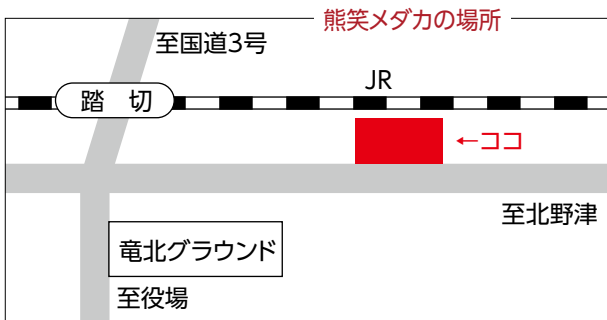 熊笑メダカの場所
至国道3号
JR
踏 切
←ココ
至北野津
竜北グラウンド
至役場